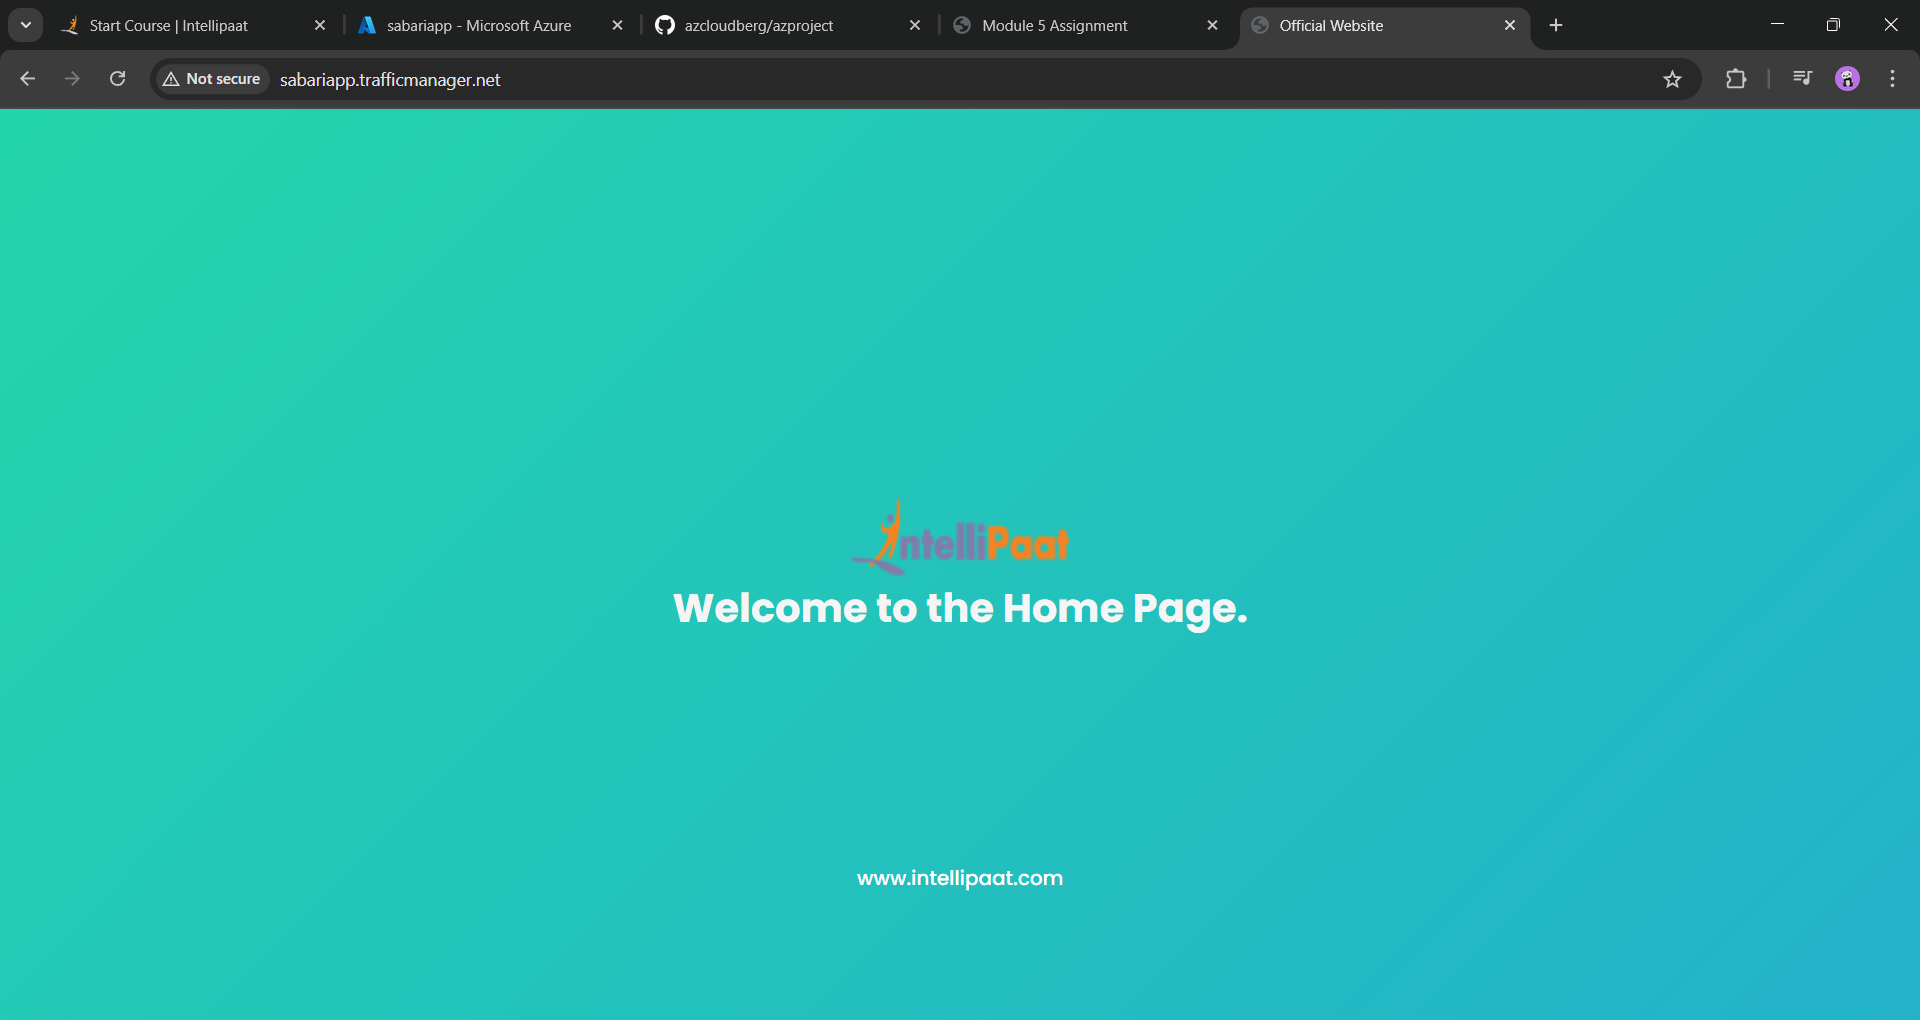 Start Course | Intellipaat
sabariapp - Microsoft Azure
azcloudberg/azproject
Module 5 Assignment
Official Website
Not secure
sabariapp.trafficmanager.net
IntelliPaat
Welcome to the Home Page.
www.intellipaat.com